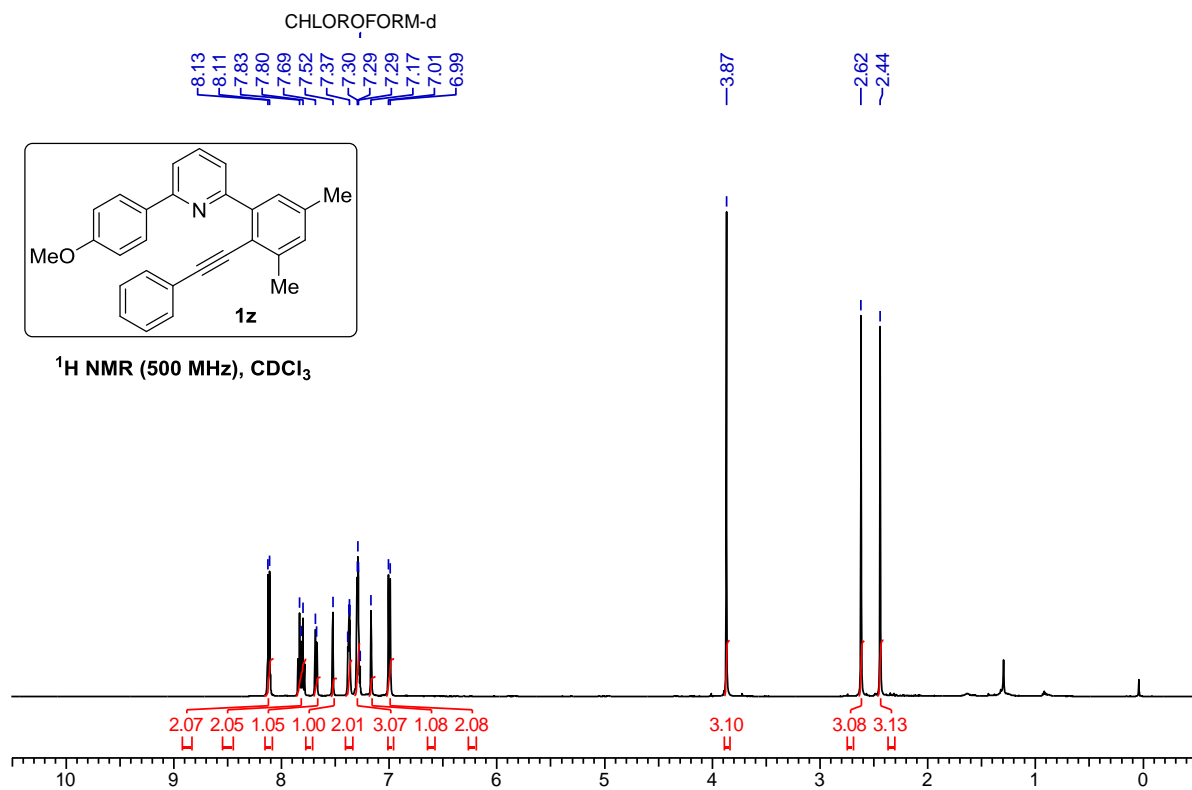 CHLOROFORM-d
8.13 8.11 7.83 7.80 7.69 7.52 7.37 7.30 7.29 7.29 7.17 7.01 6.99 3.87 2.62 2.44
Me
N
MeO
Me
1z
¹H NMR (500 MHz), CDCl₃
2.07 2.05 1.05 1.00 2.01 3.07 1.08 2.08 3.10 3.08 3.13
10 9 8 7 6 5 4 3 2 1 0